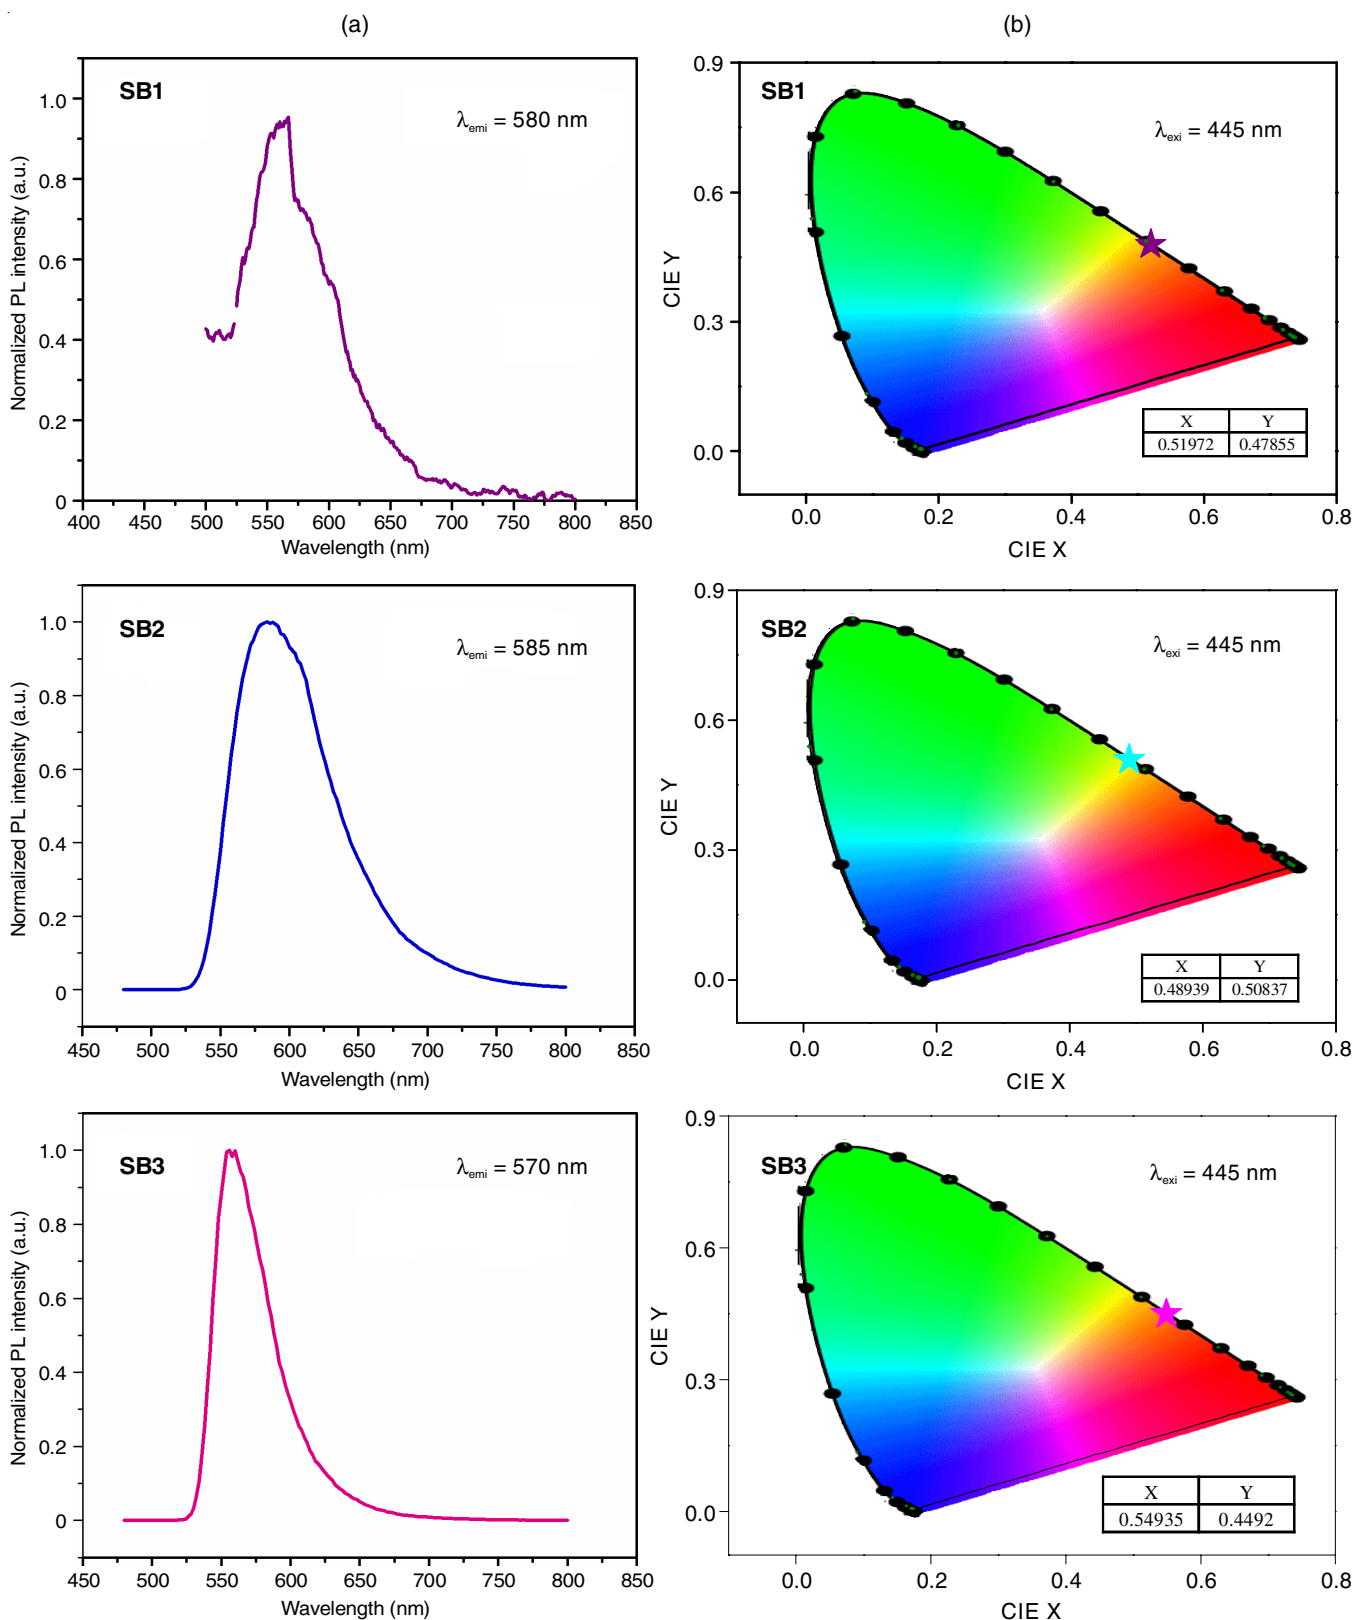 (a)
(b)
SB1
λemi = 580 nm
Normalized PL intensity (a.u.)
1.0
0.8
0.6
0.4
0.2
0
400 450 500 550 600 650 700 750 800 850
Wavelength (nm)
SB1
λexi = 445 nm
CIE Y
0.9
0.6
0.3
0.0
X Y
0.51972 0.47855
0.0 0.2 0.4 0.6 0.8
CIE X
SB2
λemi = 585 nm
Normalized PL intensity (a.u.)
1.0
0.8
0.6
0.4
0.2
0
450 500 550 600 650 700 750 800 850
Wavelength (nm)
SB2
λexi = 445 nm
CIE Y
0.9
0.6
0.3
0.0
X Y
0.48939 0.50837
0.0 0.2 0.4 0.6 0.8
CIE X
SB3
λemi = 570 nm
Normalized PL intensity (a.u.)
1.0
0.8
0.6
0.4
0.2
0
450 500 550 600 650 700 750 800 850
Wavelength (nm)
SB3
λexi = 445 nm
CIE Y
0.9
0.6
0.3
0.0
X Y
0.54935 0.4492
0.0 0.2 0.4 0.6 0.8
CIE X